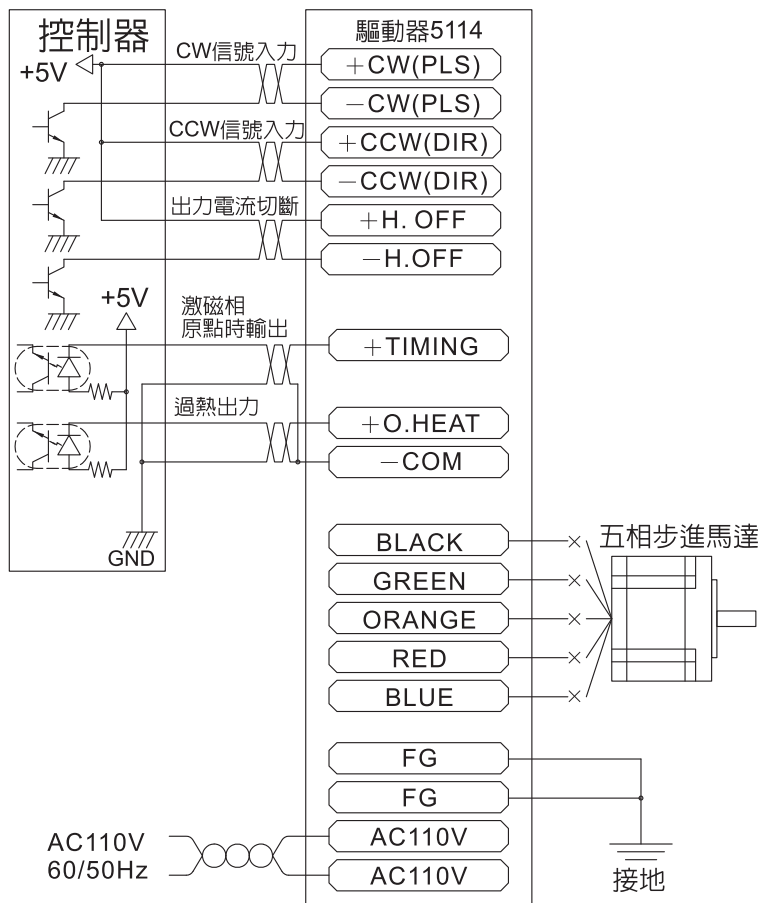 控制器
+5V
CW信號入力
CCW信號入力
出力電流切斷
+5V
激磁相
原點時輸出
過熱出力
GND
驅動器5114
+CW(PLS)
-CW(PLS)
+CCW(DIR)
-CCW(DIR)
+H. OFF
-H.OFF
+TIMING
+O.HEAT
-COM
BLACK
GREEN
ORANGE
RED
BLUE
FG
FG
AC110V
AC110V
五相步進馬達
AC110V
60/50Hz
接地